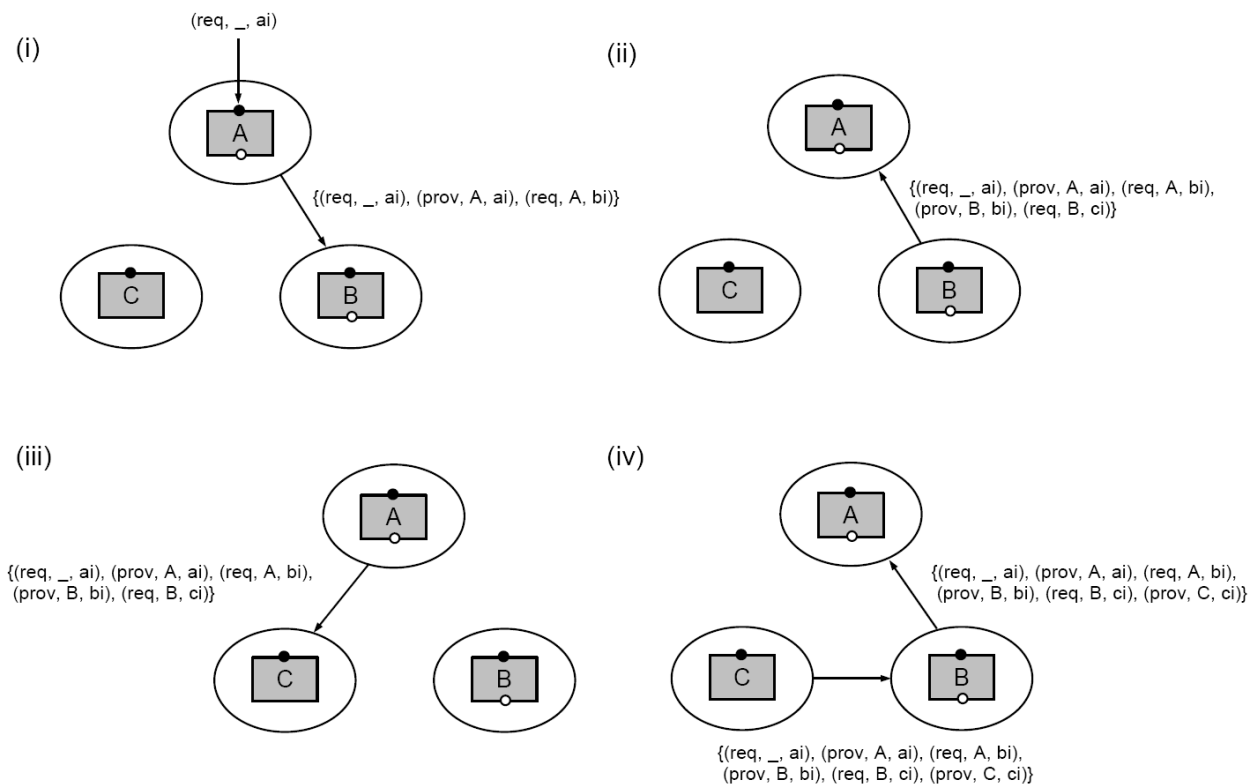 (i)
(req, _, ai)
A
{(req, _, ai), (prov, A, ai), (req, A, bi)}
C
B
(ii)
A
{(req, _, ai), (prov, A, ai), (req, A, bi),
(prov, B, bi), (req, B, ci)}
C
B
(iii)
A
{(req, _, ai), (prov, A, ai), (req, A, bi),
(prov, B, bi), (req, B, ci)}
C
B
(iv)
A
{(req, _, ai), (prov, A, ai), (req, A, bi),
(prov, B, bi), (req, B, ci), (prov, C, ci)}
C
B
{(req, _, ai), (prov, A, ai), (req, A, bi),
(prov, B, bi), (req, B, ci), (prov, C, ci)}